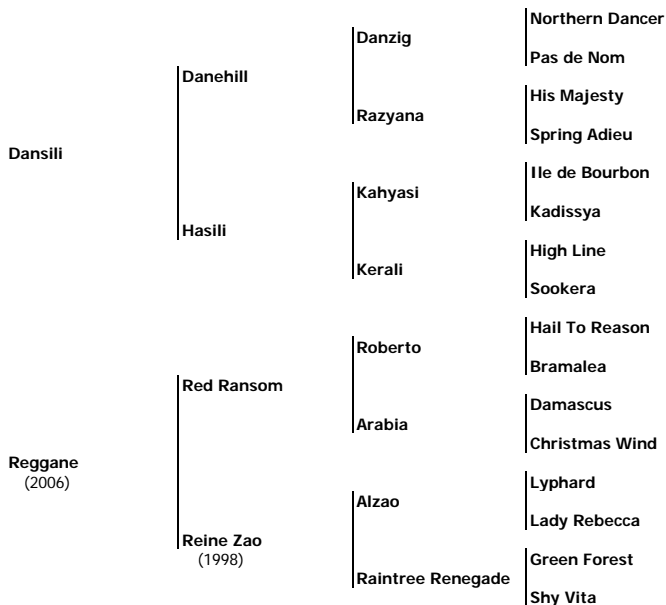 Northern Dancer
Danzig
Pas de Nom
Danehill
His Majesty
Razyana
Spring Adieu
Dansili
Ile de Bourbon
Kahyasi
Kadissya
Hasili
High Line
Kerali
Sookera
Hail To Reason
Roberto
Bramalea
Red Ransom
Damascus
Arabia
Christmas Wind
Reggane
(2006)
Lyphard
Alzao
Lady Rebecca
Reine Zao
(1998)
Green Forest
Raintree Renegade
Shy Vita